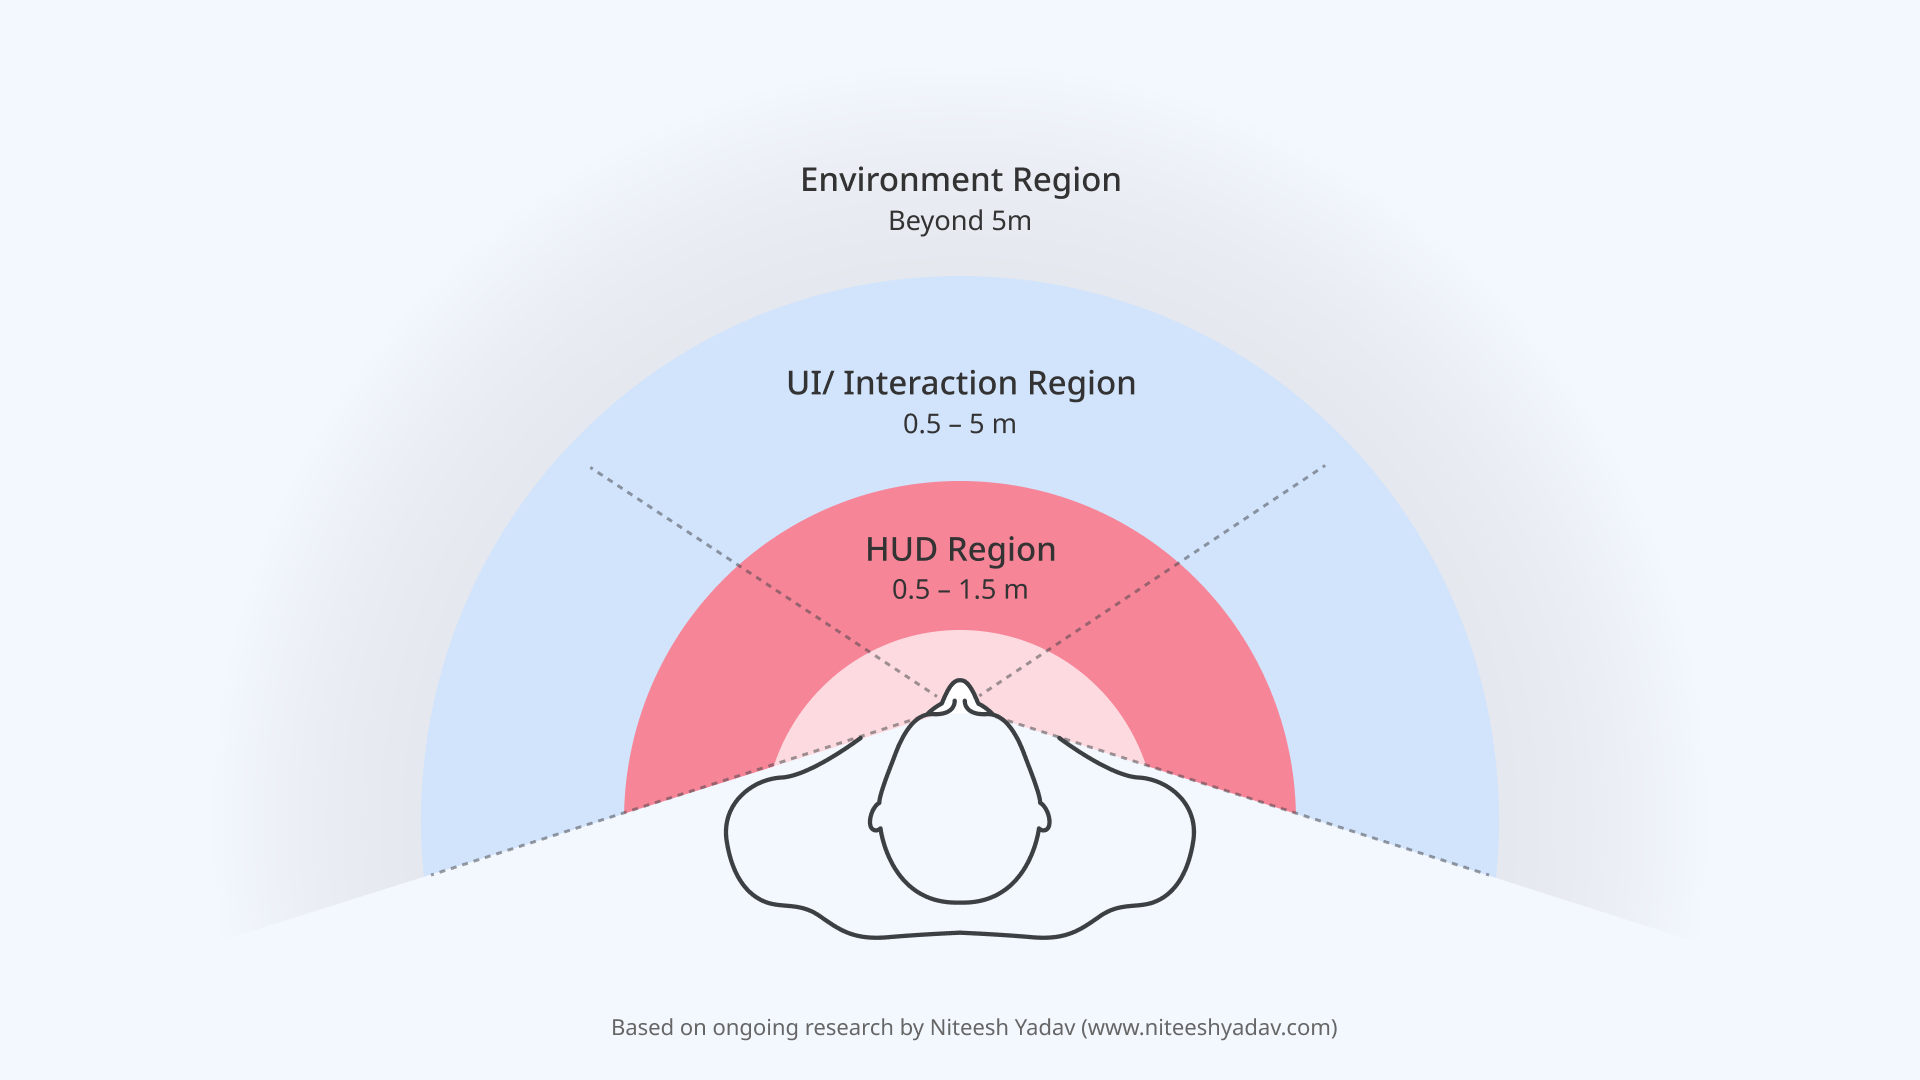 Environment Region
Beyond 5m
UI/ Interaction Region
0.5 – 5 m
HUD Region
0.5 – 1.5 m
Based on ongoing research by Niteesh Yadav (www.niteeshyadav.com)